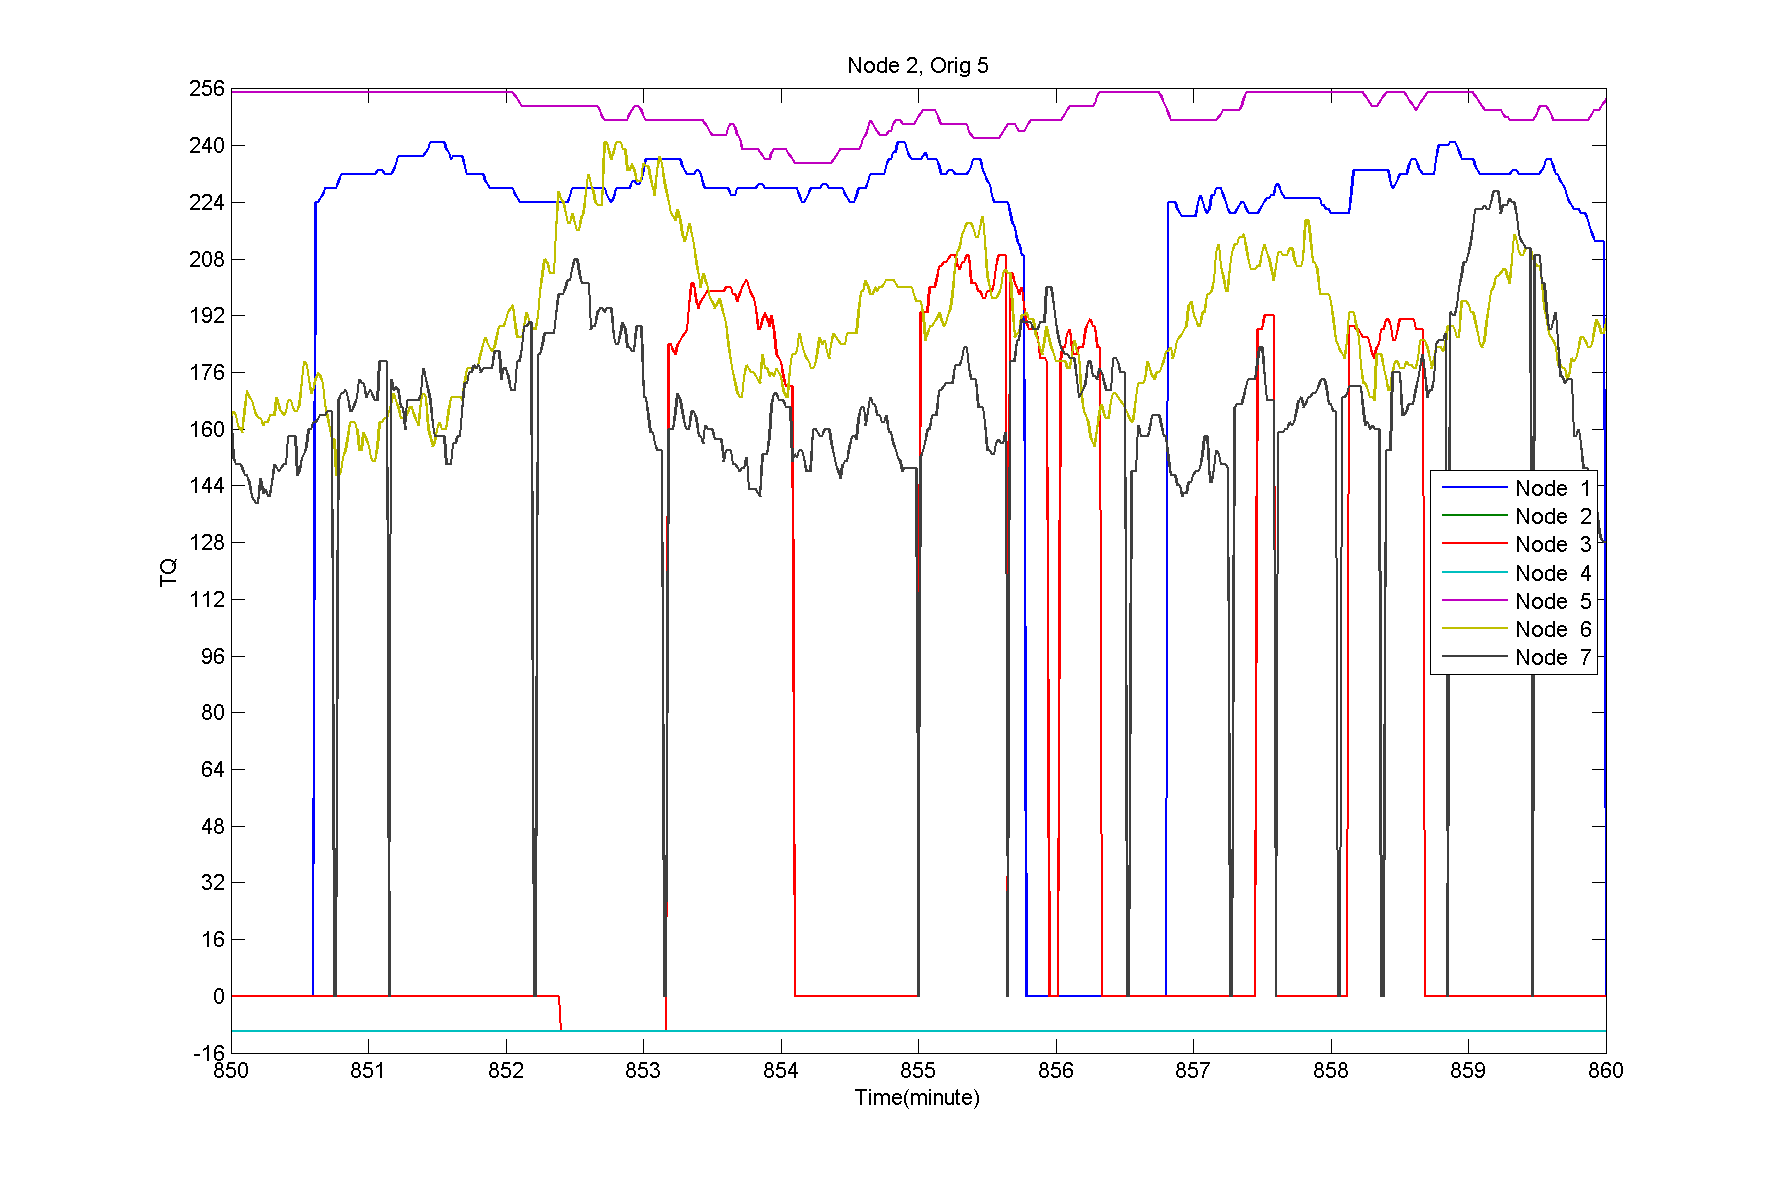 Node 2, Orig 5
256
240
224
208
192
176
160
144
128
112
96
80
64
48
32
16
0
-16
TQ
Node 1
Node 2
Node 3
Node 4
Node 5
Node 6
Node 7
850 851 852 853 854 855 856 857 858 859 860
Time(minute)